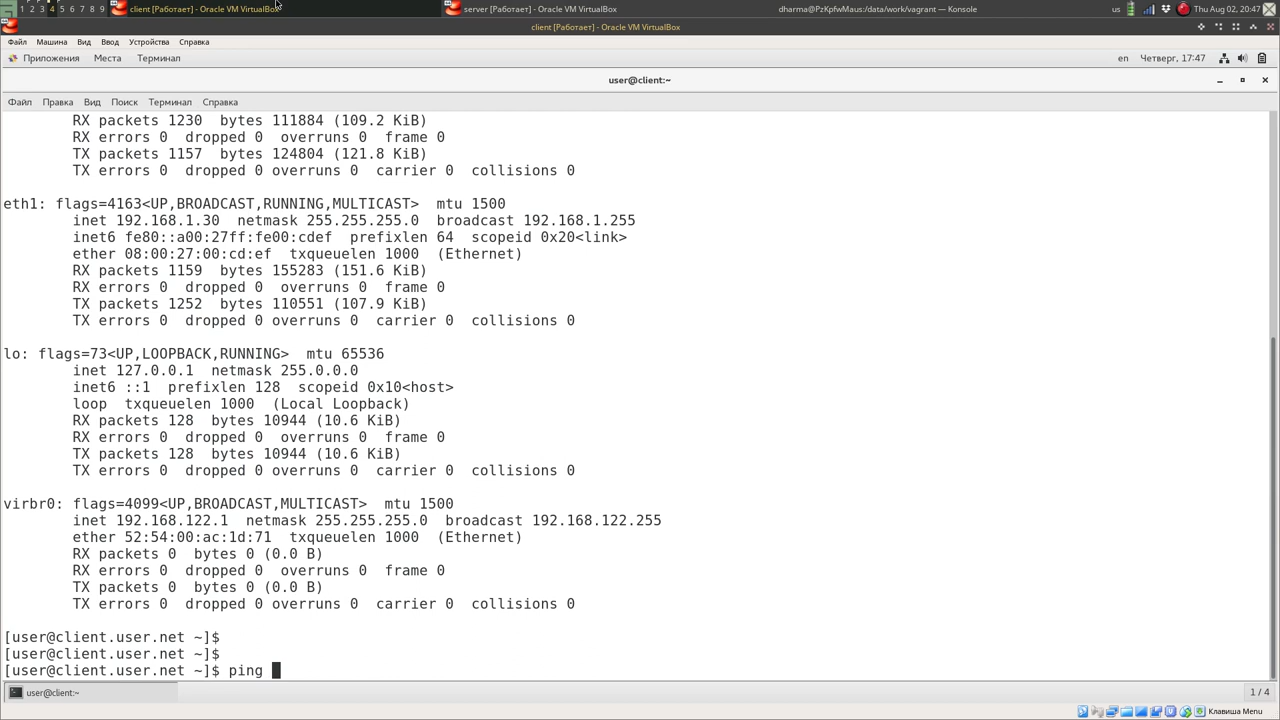 1 2 3 4 5 6 7 8 9 client [Работает] - Oracle VM VirtualBox server [Работает] - Oracle VM VirtualBox dharma@PzKpfwMaus:/data/work/vagrant — Konsole us Thu Aug 02, 20:47
client [Работает] - Oracle VM VirtualBox
Файл Машина Вид Ввод Устройства Справка
Приложения Места Терминал en Четверг, 17:47
user@client:~
Файл Правка Вид Поиск Терминал Справка
RX packets 1230 bytes 111884 (109.2 KiB)
RX errors 0 dropped 0 overruns 0 frame 0
TX packets 1157 bytes 124804 (121.8 KiB)
TX errors 0 dropped 0 overruns 0 carrier 0 collisions 0
eth1: flags=4163<UP,BROADCAST,RUNNING,MULTICAST> mtu 1500
inet 192.168.1.30 netmask 255.255.255.0 broadcast 192.168.1.255
inet6 fe80::a00:27ff:fe00:cdef prefixlen 64 scopeid 0x20<link>
ether 08:00:27:00:cd:ef txqueuelen 1000 (Ethernet)
RX packets 1159 bytes 155283 (151.6 KiB)
RX errors 0 dropped 0 overruns 0 frame 0
TX packets 1252 bytes 110551 (107.9 KiB)
TX errors 0 dropped 0 overruns 0 carrier 0 collisions 0
lo: flags=73<UP,LOOPBACK,RUNNING> mtu 65536
inet 127.0.0.1 netmask 255.0.0.0
inet6 ::1 prefixlen 128 scopeid 0x10<host>
loop txqueuelen 1000 (Local Loopback)
RX packets 128 bytes 10944 (10.6 KiB)
RX errors 0 dropped 0 overruns 0 frame 0
TX packets 128 bytes 10944 (10.6 KiB)
TX errors 0 dropped 0 overruns 0 carrier 0 collisions 0
virbr0: flags=4099<UP,BROADCAST,MULTICAST> mtu 1500
inet 192.168.122.1 netmask 255.255.255.0 broadcast 192.168.122.255
ether 52:54:00:ac:1d:71 txqueuelen 1000 (Ethernet)
RX packets 0 bytes 0 (0.0 B)
RX errors 0 dropped 0 overruns 0 frame 0
TX packets 0 bytes 0 (0.0 B)
TX errors 0 dropped 0 overruns 0 carrier 0 collisions 0
[user@client.user.net ~]$
[user@client.user.net ~]$
[user@client.user.net ~]$ ping
user@client:~ 1 / 4
Клавиша Menu